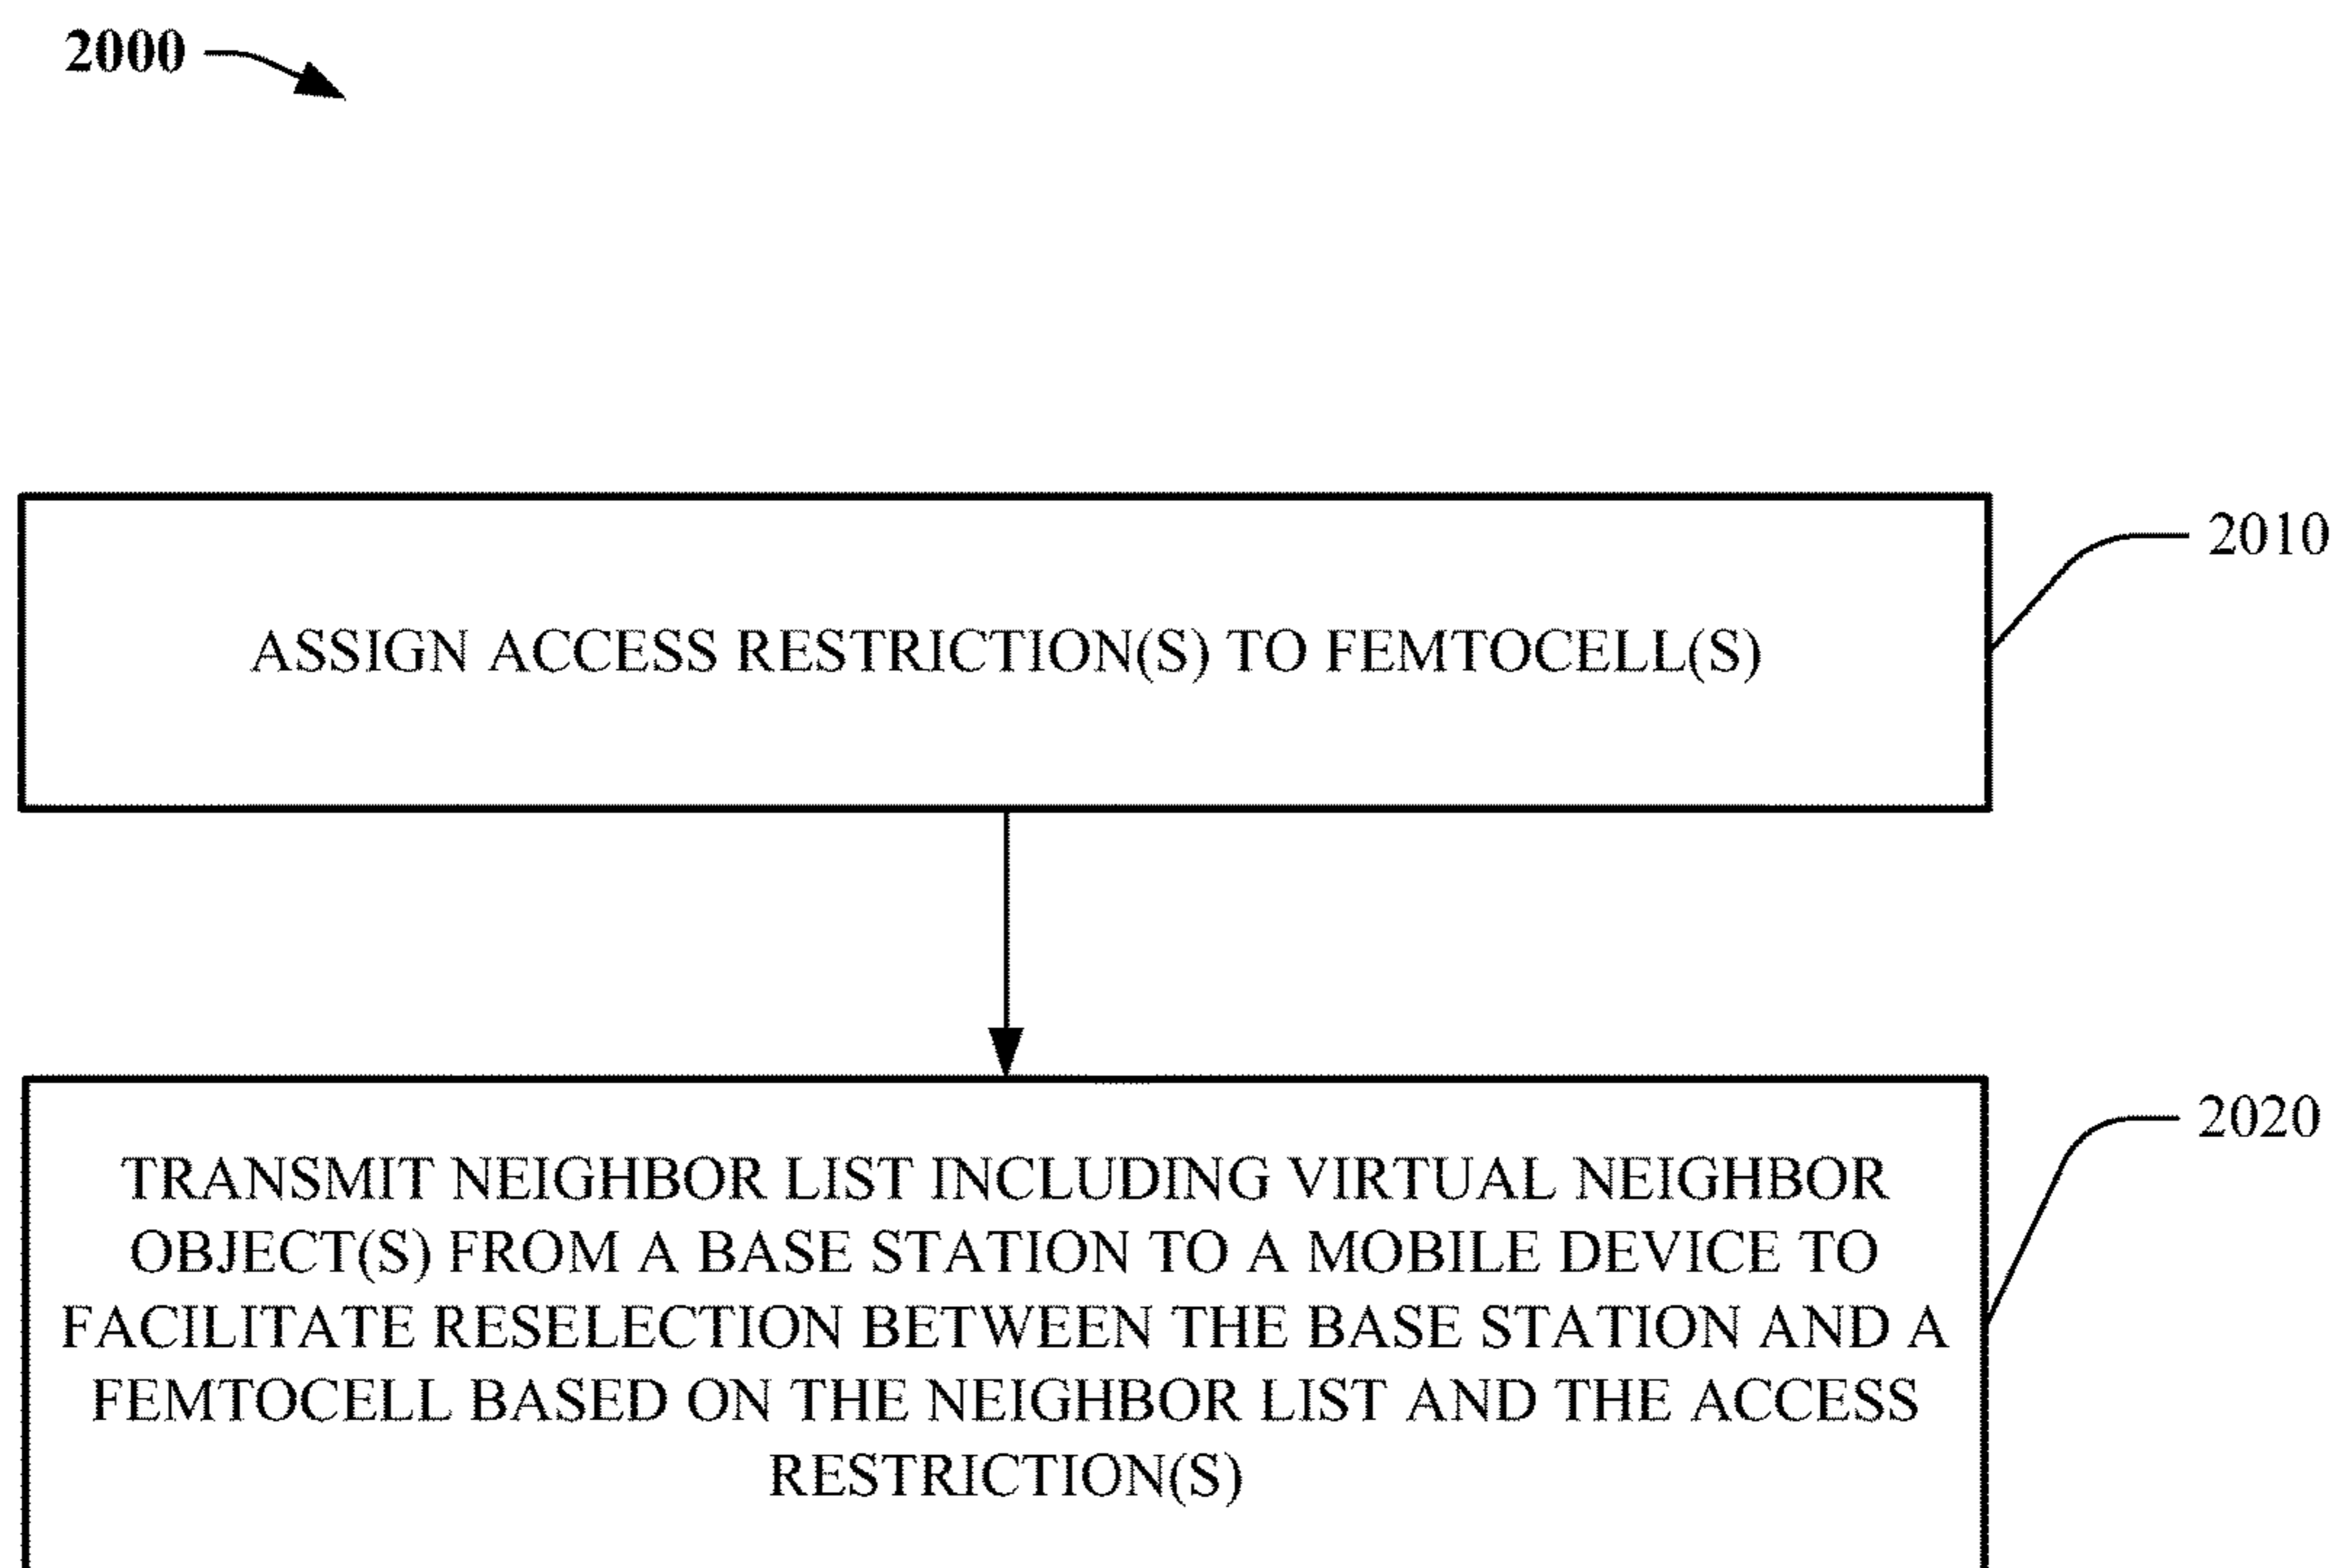 2000
2010
ASSIGN ACCESS RESTRICTION(S) TO FEMTOCELL(S)
2020
TRANSMIT NEIGHBOR LIST INCLUDING VIRTUAL NEIGHBOR
OBJECT(S) FROM A BASE STATION TO A MOBILE DEVICE TO
FACILITATE RESELECTION BETWEEN THE BASE STATION AND A
FEMTOCELL BASED ON THE NEIGHBOR LIST AND THE ACCESS
RESTRICTION(S)